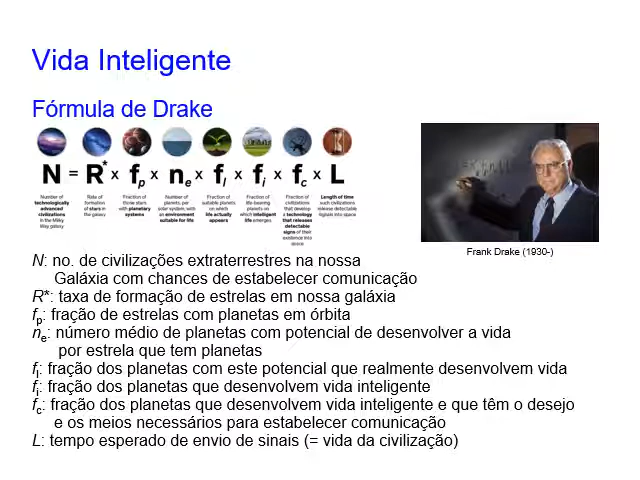 Vida Inteligente
Fórmula de Drake
N = R* x fp x ne x fl x fi x fc x L
Number of technologically advanced civilizations in the Milky Way galaxy
Rate of formation of stars in the galaxy
Fraction of those stars with planetary systems
Number of planets, per solar system, with an environment suitable for life
Fraction of suitable planets on which life actually appears
Fraction of life-bearing planets on which intelligent life emerges
Fraction of civilizations that develop a technology that releases detectable signs of their existence into space
Length of time such civilizations release detectable signals into space
Frank Drake (1930-)
N: no. de civilizações extraterrestres na nossa
Galáxia com chances de estabelecer comunicação
R*: taxa de formação de estrelas em nossa galáxia
fp: fração de estrelas com planetas em órbita
ne: número médio de planetas com potencial de desenvolver a vida
por estrela que tem planetas
fl: fração dos planetas com este potencial que realmente desenvolvem vida
fi: fração dos planetas que desenvolvem vida inteligente
fc: fração dos planetas que desenvolvem vida inteligente e que têm o desejo
e os meios necessários para estabelecer comunicação
L: tempo esperado de envio de sinais (= vida da civilização)